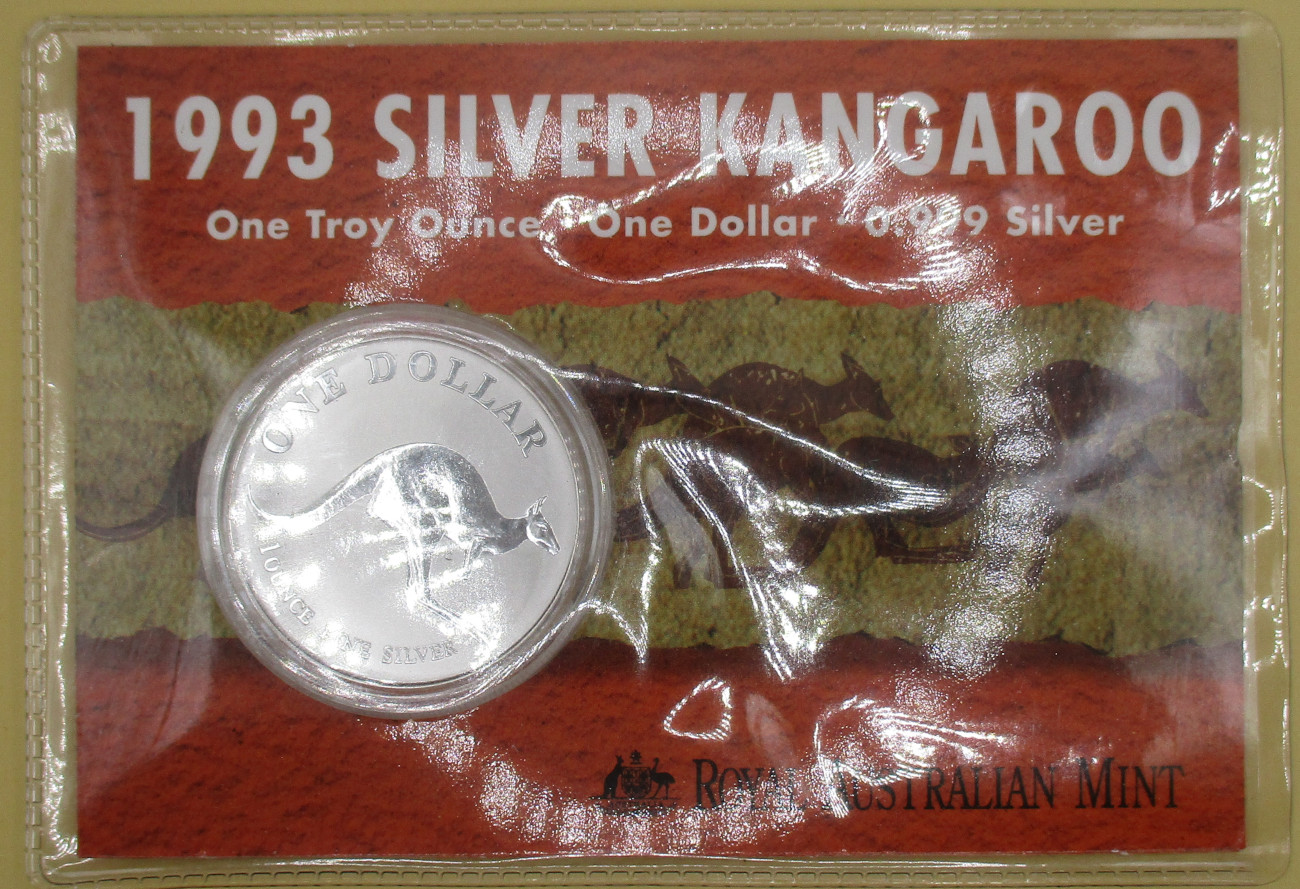 1993 SILVER KANGAROO
One Troy Ounce · One Dollar · 0.999 Silver
ONE DOLLAR
1 OUNCE FINE SILVER
ROYAL AUSTRALIAN MINT